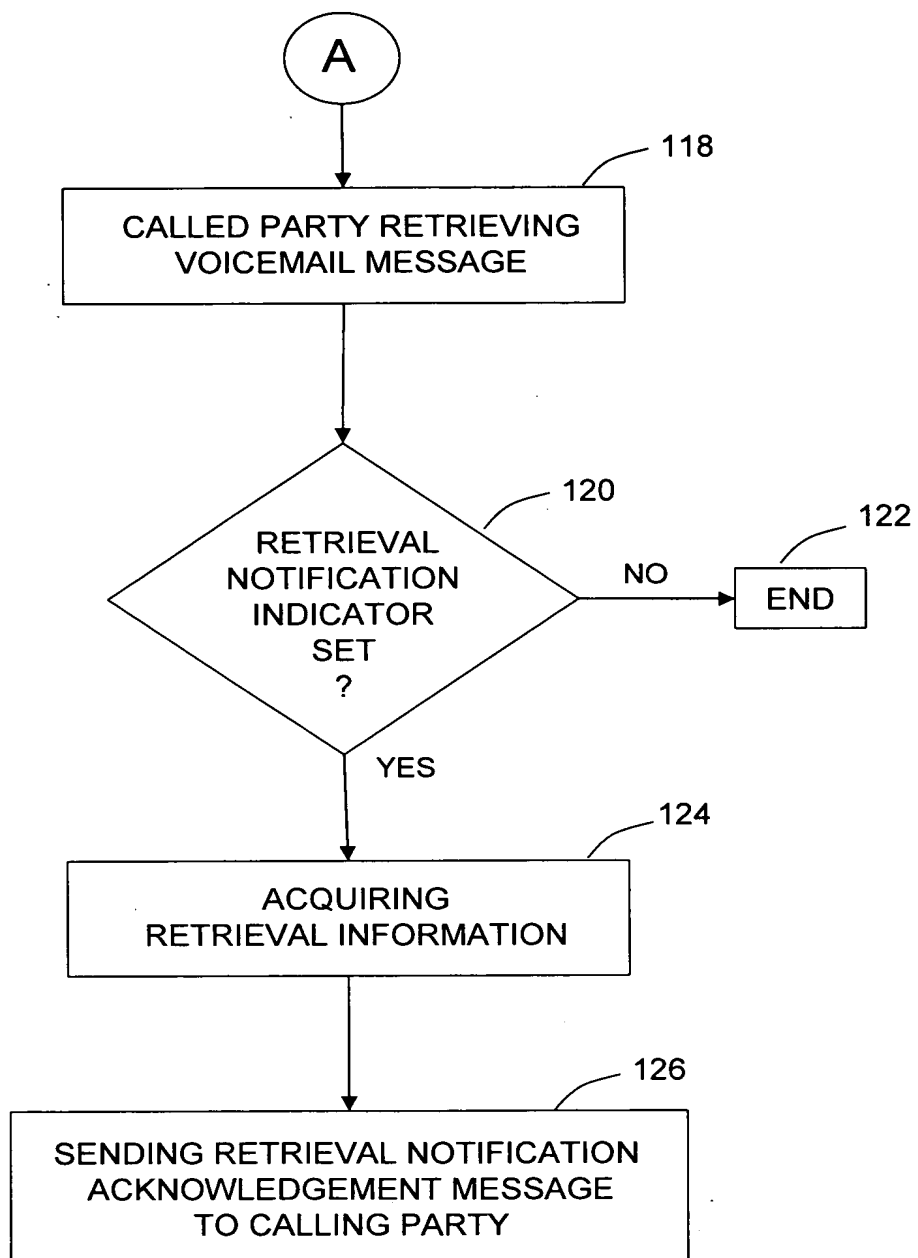 A
118
CALLED PARTY RETRIEVING
VOICEMAIL MESSAGE
120
RETRIEVAL
NOTIFICATION
INDICATOR
SET
?
NO
122
END
YES
124
ACQUIRING
RETRIEVAL INFORMATION
126
SENDING RETRIEVAL NOTIFICATION
ACKNOWLEDGEMENT MESSAGE
TO CALLING PARTY